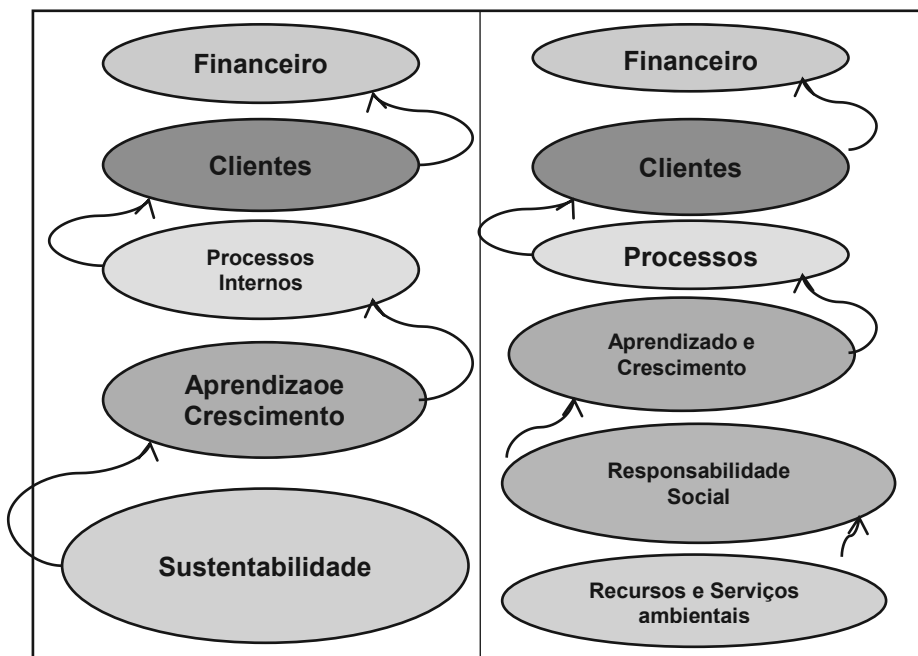 Financeiro
Clientes
Processos
Internos
Aprendizaoe
Crescimento
Sustentabilidade
Financeiro
Clientes
Processos
Aprendizado e
Crescimento
Responsabilidade
Social
Recursos e Serviços
ambientais